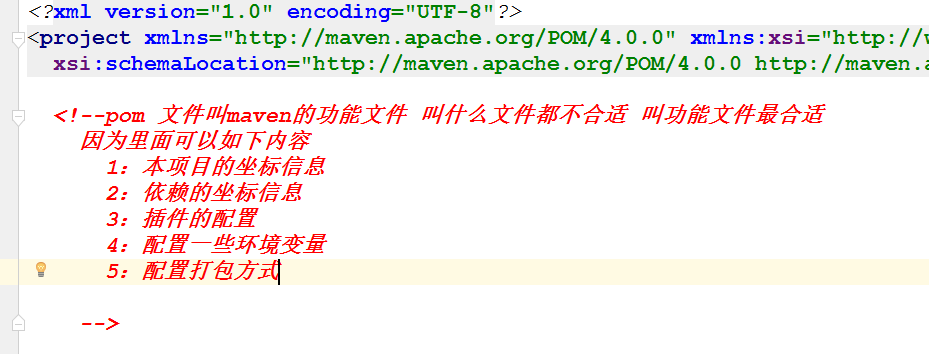 <?xml version="1.0" encoding="UTF-8"?>
<project xmlns="http://maven.apache.org/POM/4.0.0" xmlns:xsi="http://
xsi:schemaLocation="http://maven.apache.org/POM/4.0.0 http://maven.
<!--pom 文件叫maven的功能文件 叫什么文件都不合适 叫功能文件最合适
因为里面可以如下内容
1：本项目的坐标信息
2：依赖的坐标信息
3：插件的配置
4：配置一些环境变量
5：配置打包方式
-->